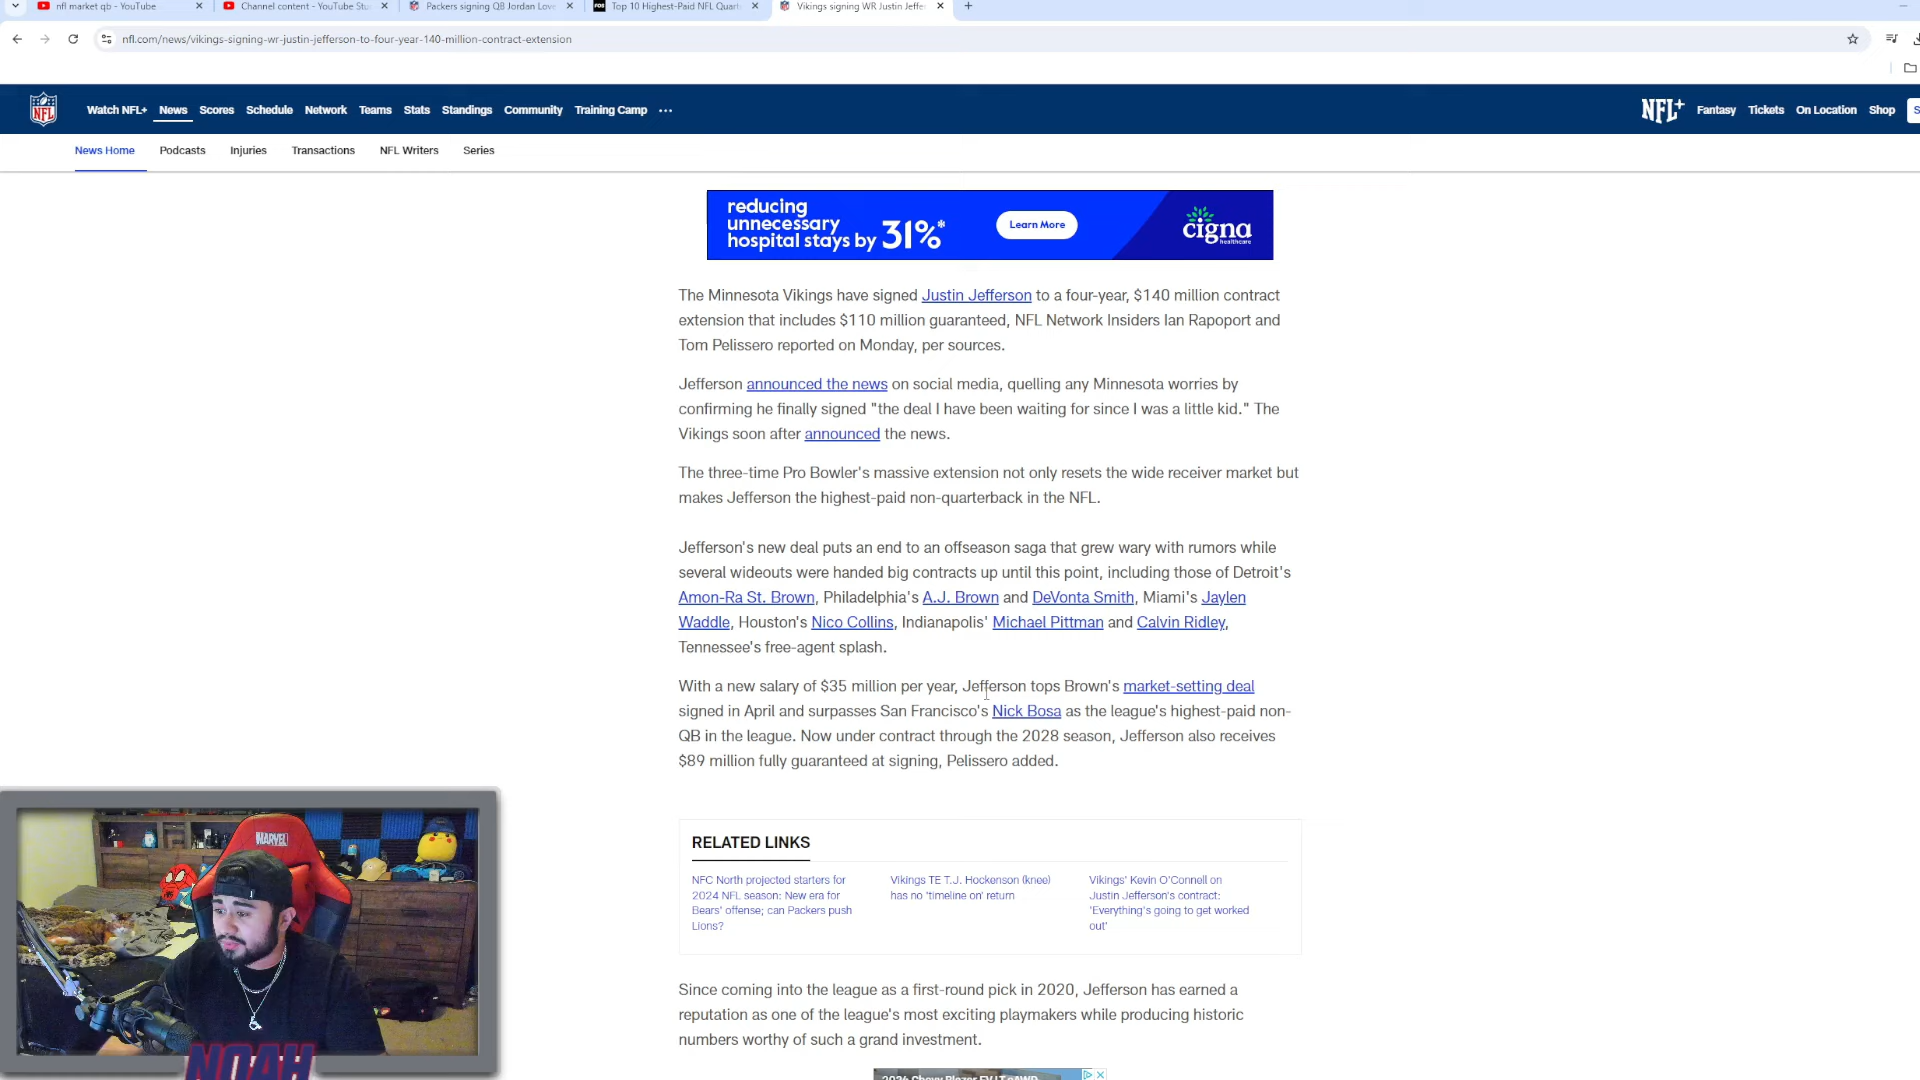 nfl market qb - YouTube
Channel content - YouTube Stu
Packers signing QB Jordan Love
FOS
Top 10 Highest-Paid NFL Quart
Vikings signing WR Justin Jeffe
nfl.com/news/vikings-signing-wr-justin-jefferson-to-four-year-140-million-contract-extension
NFL
Watch NFL+ News Scores Schedule Network Teams Stats Standings Community Training Camp ...
NFL+ Fantasy Tickets On Location Shop S
News Home Podcasts Injuries Transactions NFL Writers Series
reducing
unnecessary
hospital stays by 31%*
Learn More
cigna
healthcare
The Minnesota Vikings have signed Justin Jefferson to a four-year, $140 million contract
extension that includes $110 million guaranteed, NFL Network Insiders Ian Rapoport and
Tom Pelissero reported on Monday, per sources.
Jefferson announced the news on social media, quelling any Minnesota worries by
confirming he finally signed "the deal I have been waiting for since I was a little kid." The
Vikings soon after announced the news.
The three-time Pro Bowler's massive extension not only resets the wide receiver market but
makes Jefferson the highest-paid non-quarterback in the NFL.
Jefferson's new deal puts an end to an offseason saga that grew wary with rumors while
several wideouts were handed big contracts up until this point, including those of Detroit's
Amon-Ra St. Brown, Philadelphia's A.J. Brown and DeVonta Smith, Miami's Jaylen
Waddle, Houston's Nico Collins, Indianapolis' Michael Pittman and Calvin Ridley,
Tennessee's free-agent splash.
With a new salary of $35 million per year, Jefferson tops Brown's market-setting deal
signed in April and surpasses San Francisco's Nick Bosa as the league's highest-paid non-
QB in the league. Now under contract through the 2028 season, Jefferson also receives
$89 million fully guaranteed at signing, Pelissero added.
RELATED LINKS
NFC North projected starters for
2024 NFL season: New era for
Bears' offense; can Packers push
Lions?
Vikings TE T.J. Hockenson (knee)
has no 'timeline on' return
Vikings' Kevin O'Connell on
Justin Jefferson's contract:
'Everything's going to get worked
out'
Since coming into the league as a first-round pick in 2020, Jefferson has earned a
reputation as one of the league's most exciting playmakers while producing historic
numbers worthy of such a grand investment.
2024 Chevy Blazer EV LT eAWD
MARVEL
NOAH